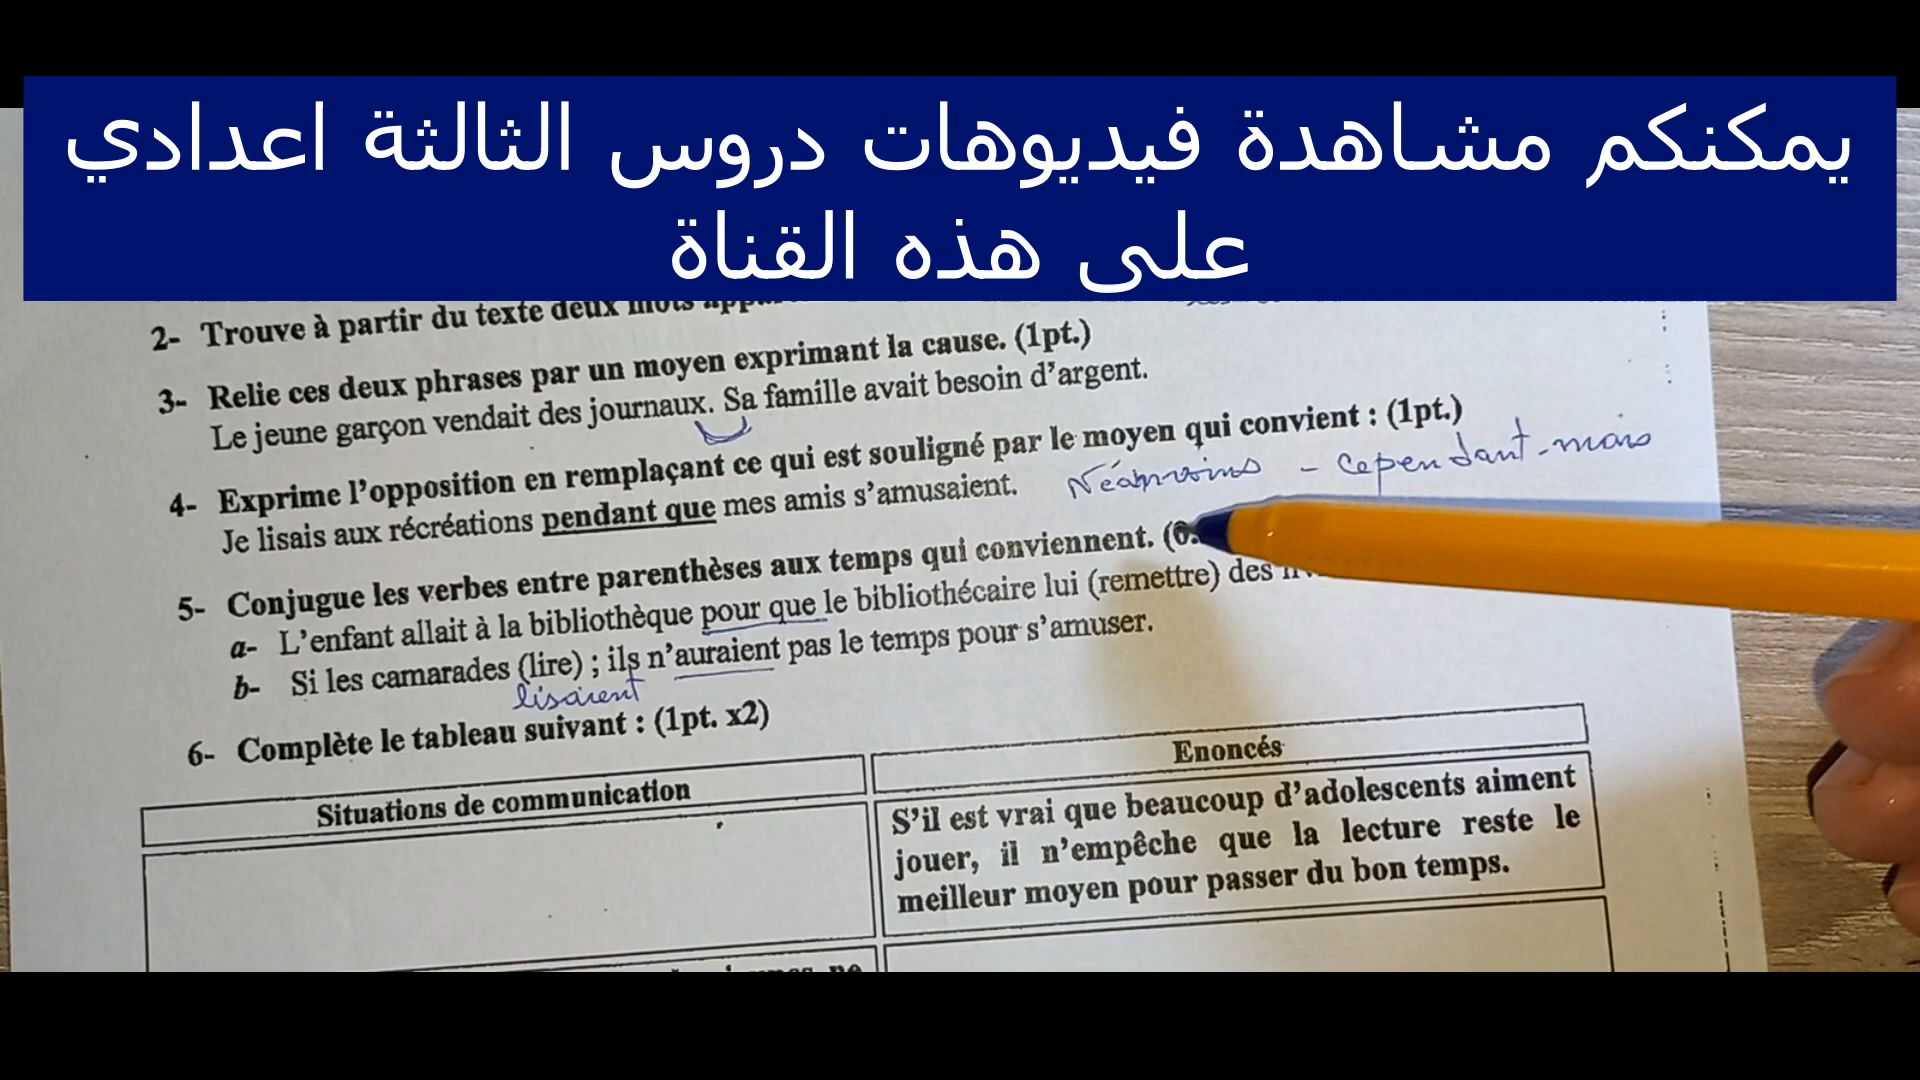 يمكنكم مشاهدة فيديوهات دروس الثالثة اعدادي
على هذه القناة
2- Trouve à partir du texte deux mots
3- Relie ces deux phrases par un moyen exprimant la cause. (1pt.)
Le jeune garçon vendait des journaux. Sa famille avait besoin d'argent.
4- Exprime l'opposition en remplaçant ce qui est souligné par le moyen qui convient : (1pt.)
Je lisais aux récréations pendant que mes amis s'amusaient. Néanmoins - cependant - mais
5- Conjugue les verbes entre parenthèses aux temps qui conviennent. (0.
a- L'enfant allait à la bibliothèque pour que le bibliothécaire lui (remettre) des
b- Si les camarades (lire) ; ils n'auraient pas le temps pour s'amuser.
lisaient
6- Complète le tableau suivant : (1pt. x2)
Situations de communication
Enoncés
S'il est vrai que beaucoup d'adolescents aiment
jouer, il n'empêche que la lecture reste le
meilleur moyen pour passer du bon temps.